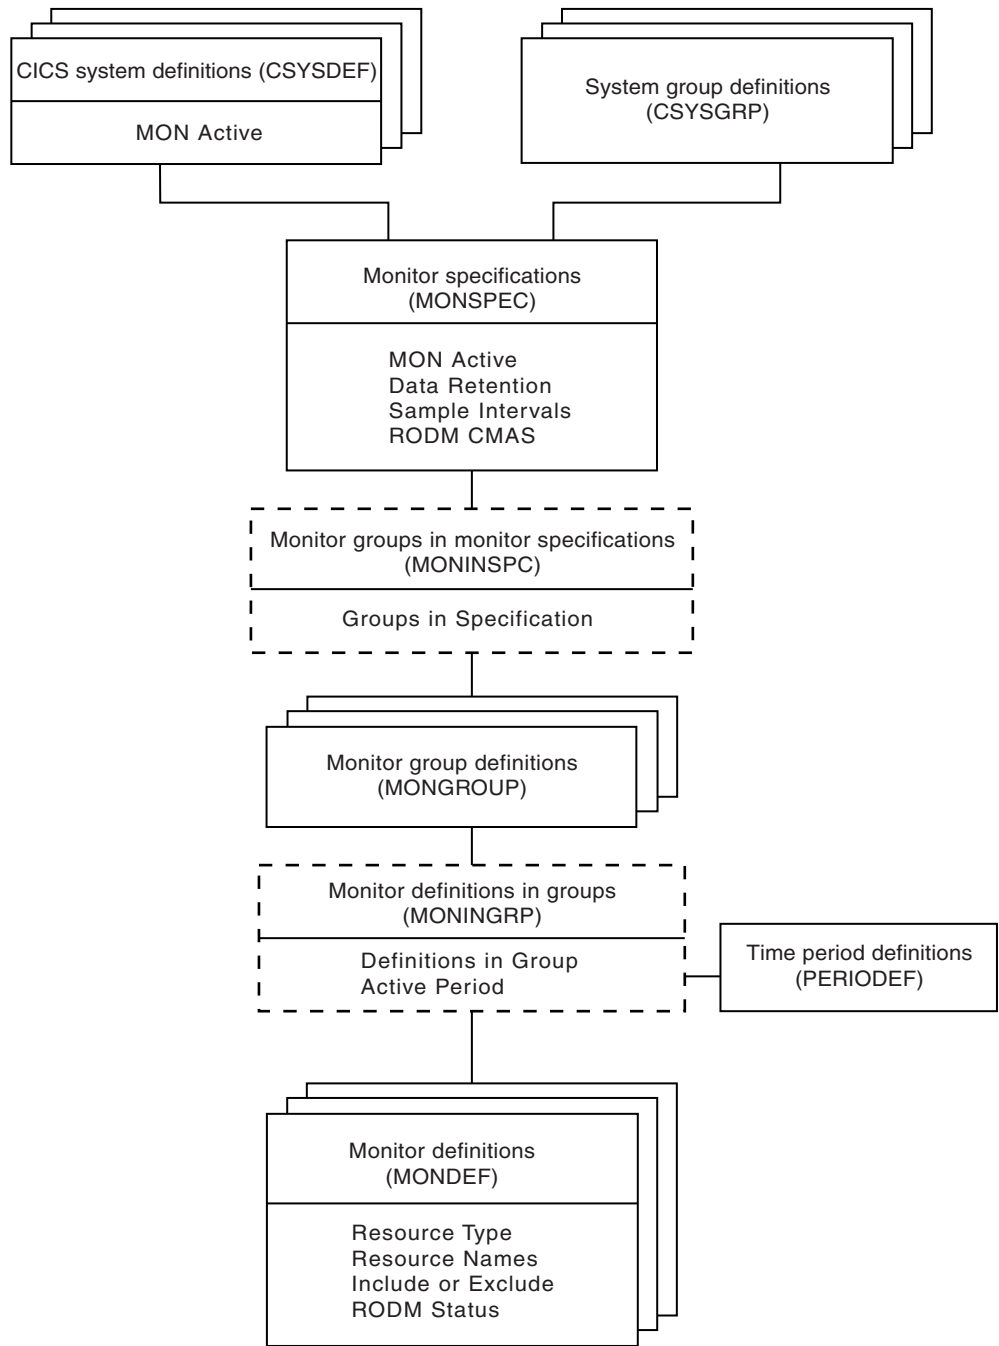 CICS system definitions (CSYSDEF)
MON Active
System group definitions
(CSYSGRP)
Monitor specifications
(MONSPEC)
MON Active
Data Retention
Sample Intervals
RODM CMAS
Monitor groups in monitor specifications
(MONINSPC)
Groups in Specification
Monitor group definitions
(MONGROUP)
Monitor definitions in groups
(MONINGRP)
Definitions in Group
Active Period
Time period definitions
(PERIODEF)
Monitor definitions
(MONDEF)
Resource Type
Resource Names
Include or Exclude
RODM Status